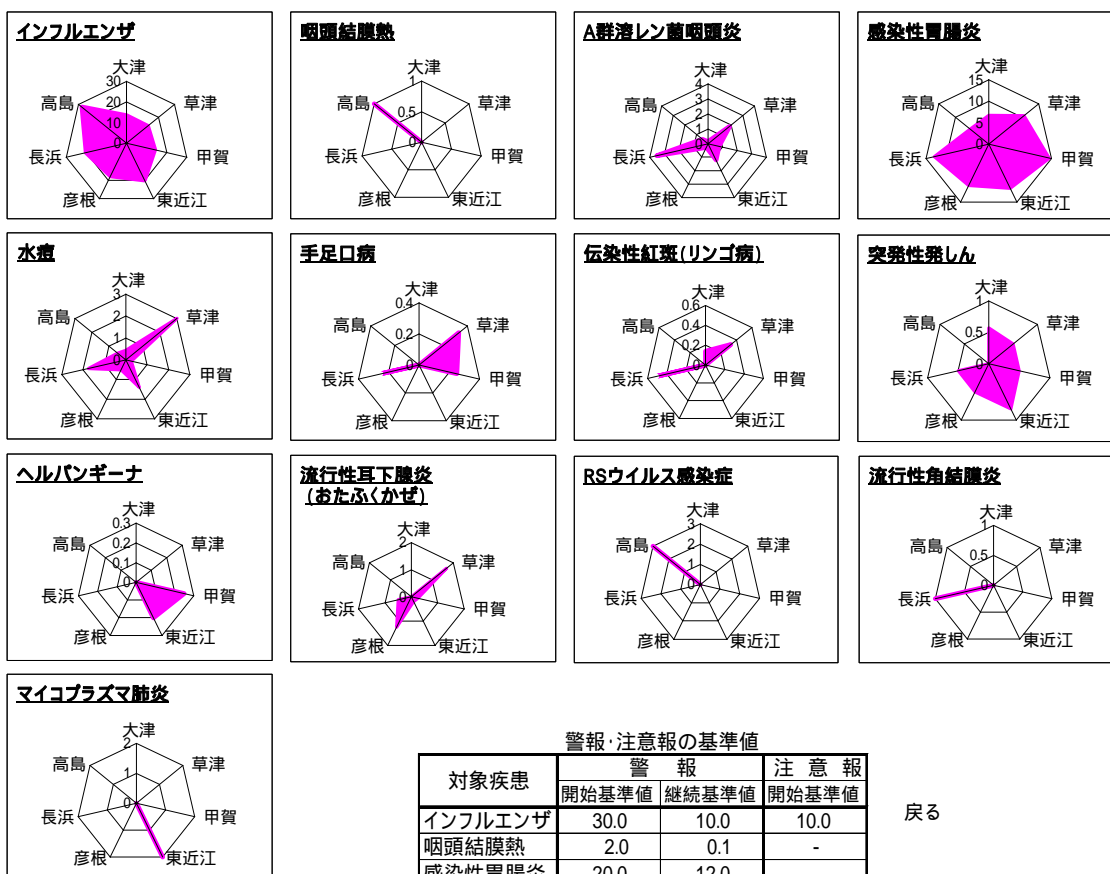 インフルエンザ
大津
草津
甲賀
東近江
彦根
長浜
高島
30
20
10
0
咽頭結膜熱
大津
草津
甲賀
東近江
彦根
長浜
高島
1
0.5
0
A群溶レン菌咽頭炎
大津
草津
甲賀
東近江
彦根
長浜
高島
4
3
2
1
0
感染性胃腸炎
大津
草津
甲賀
東近江
彦根
長浜
高島
15
10
5
0
水痘
大津
草津
甲賀
東近江
彦根
長浜
高島
3
2
1
0
手足口病
大津
草津
甲賀
東近江
彦根
長浜
高島
0.4
0.2
0
伝染性紅斑(リンゴ病)
大津
草津
甲賀
東近江
彦根
長浜
高島
0.6
0.4
0.2
0
突発性発しん
大津
草津
甲賀
東近江
彦根
長浜
高島
1
0.5
0
ヘルパンギーナ
大津
草津
甲賀
東近江
彦根
長浜
高島
0.3
0.2
0.1
0
流行性耳下腺炎
(おたふくかぜ)
大津
草津
甲賀
東近江
彦根
長浜
高島
2
1
0
RSウイルス感染症
大津
草津
甲賀
東近江
彦根
長浜
高島
3
2
1
0
流行性角結膜炎
大津
草津
甲賀
東近江
彦根
長浜
高島
1
0.5
0
マイコプラズマ肺炎
大津
草津
甲賀
東近江
彦根
長浜
高島
2
1
0
警報・注意報の基準値
対象疾患 警 報 注 意 報
開始基準値 継続基準値 開始基準値
インフルエンザ 30.0 10.0 10.0
咽頭結膜熱 2.0 0.1 -
感染性胃腸炎 20.0 12.0
戻る